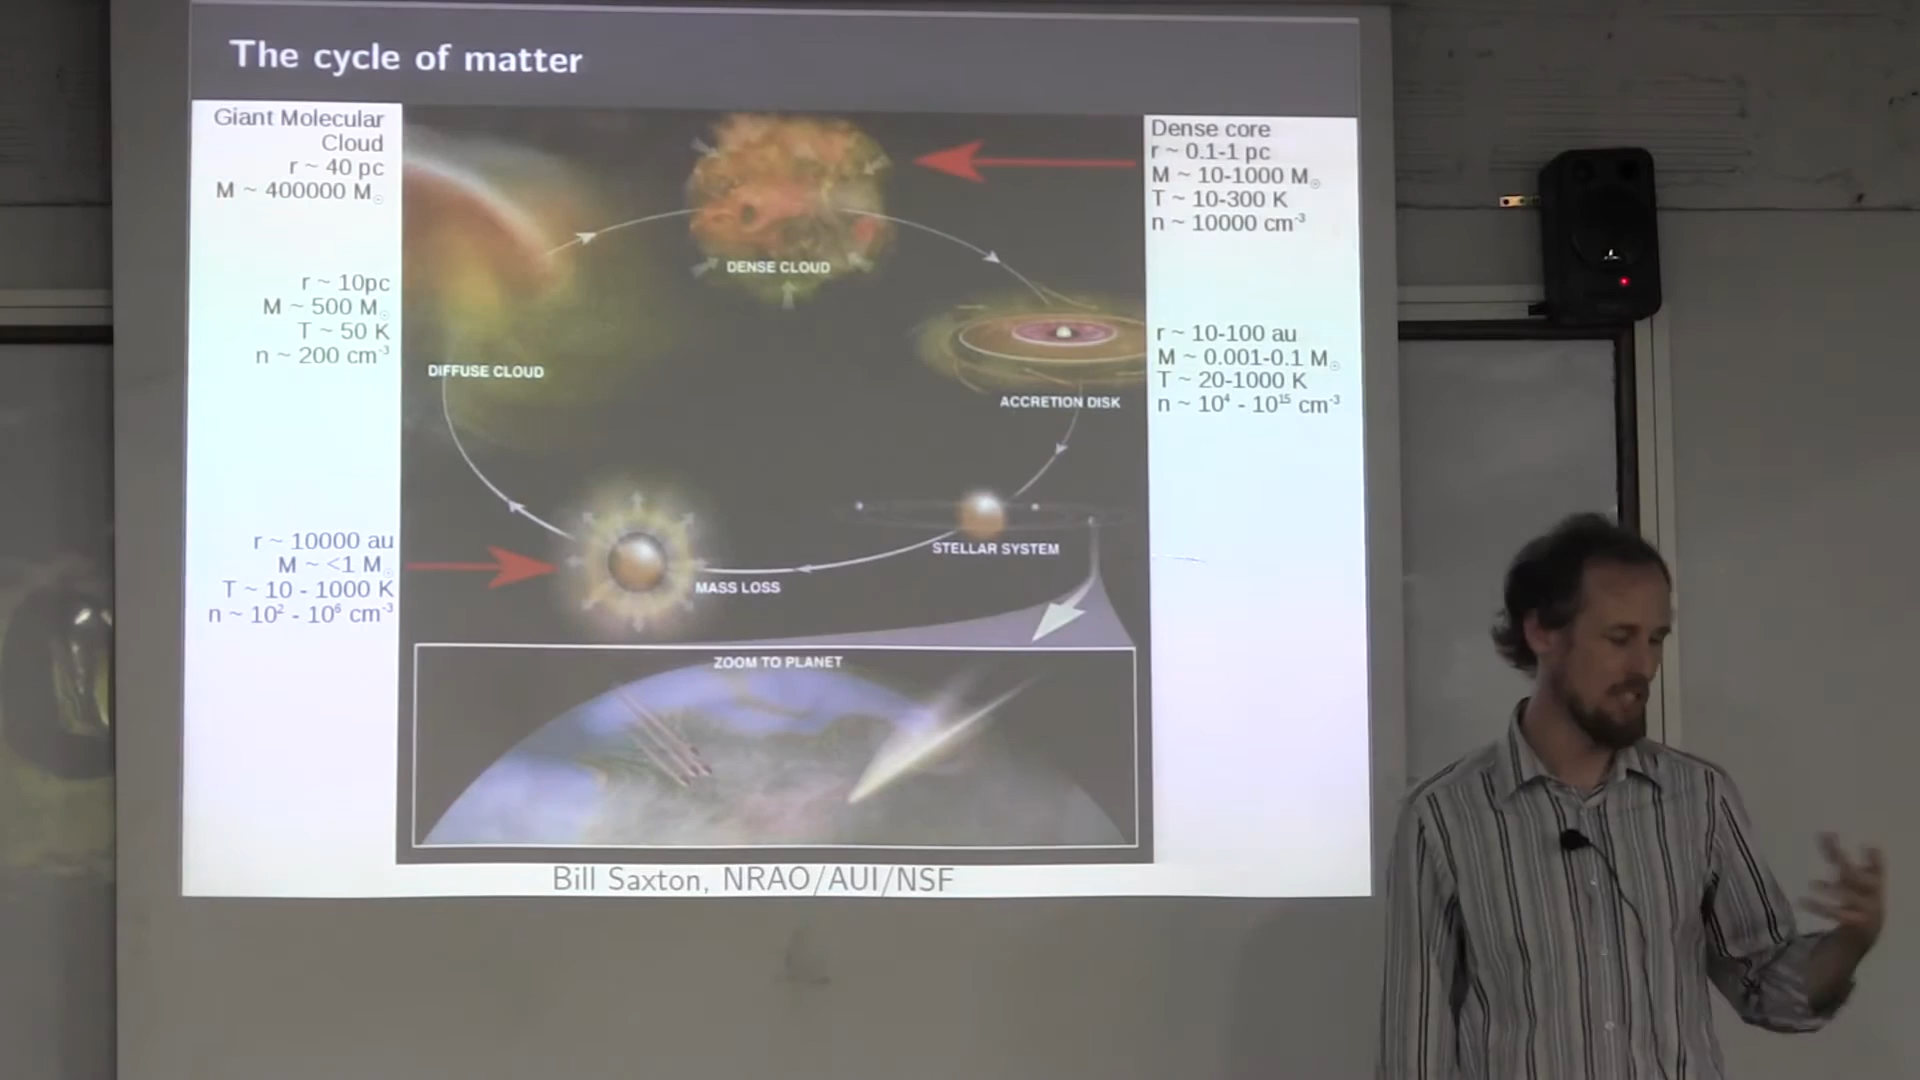 The cycle of matter
Giant Molecular
Cloud
r ~ 40 pc
M ~ 400000 M☉
r ~ 10pc
M ~ 500 M☉
T ~ 50 K
n ~ 200 cm⁻³
r ~ 10000 au
M ~ <1 M☉
T ~ 10 - 1000 K
n ~ 10² - 10⁶ cm⁻³
DENSE CLOUD
DIFFUSE CLOUD
ACCRETION DISK
STELLAR SYSTEM
MASS LOSS
ZOOM TO PLANET
Dense core
r ~ 0.1-1 pc
M ~ 10-1000 M☉
T ~ 10-300 K
n ~ 10000 cm⁻³
r ~ 10-100 au
M ~ 0.001-0.1 M☉
T ~ 20-1000 K
n ~ 10⁴ - 10¹⁵ cm⁻³
Bill Saxton, NRAO/AUI/NSF